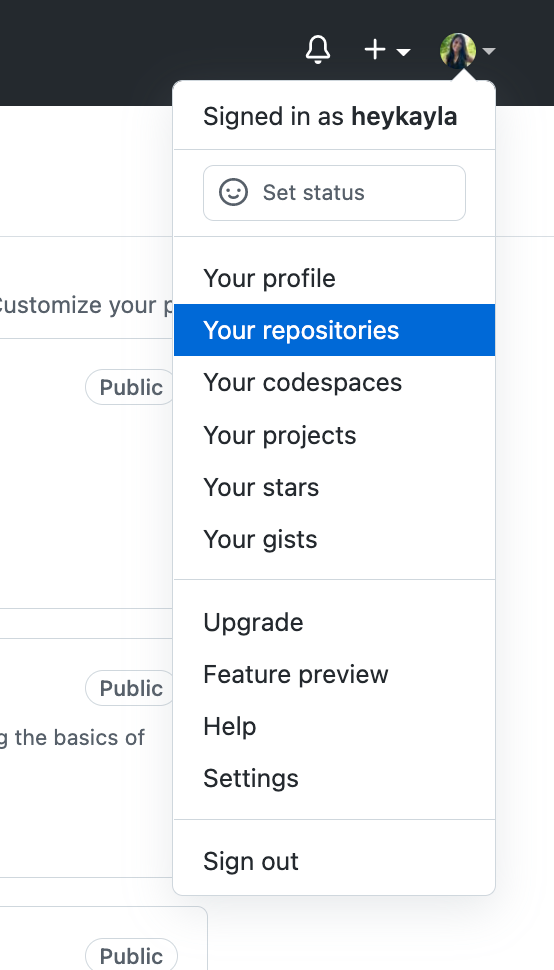 Signed in as heykayla
Set status
Your profile
Customize your
Your repositories
Public
Your codespaces
Your projects
Your stars
Your gists
Upgrade
Feature preview
Public
Help
the basics of
Settings
Sign out
Public